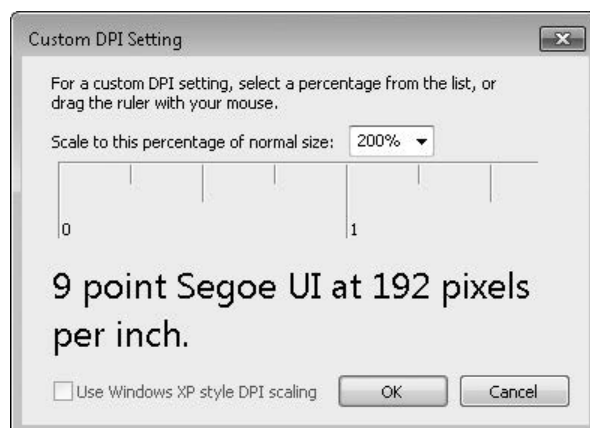 Custom DPI Setting
For a custom DPI setting, select a percentage from the list, or
drag the ruler with your mouse.
Scale to this percentage of normal size: 200%
0 1
9 point Segoe UI at 192 pixels
per inch.
Use Windows XP style DPI scaling OK Cancel